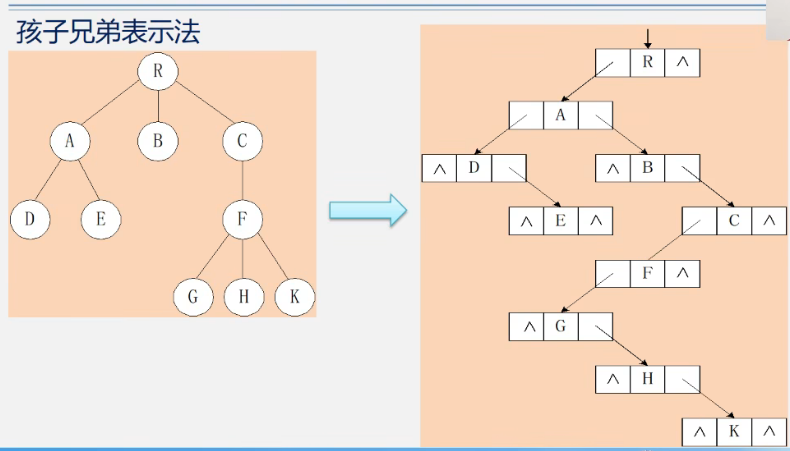 孩子兄弟表示法
R
A B C
D E F
G H K
R ∧
A
∧ D ∧ B
∧ E ∧ C ∧
F ∧
∧ G
∧ H
∧ K ∧